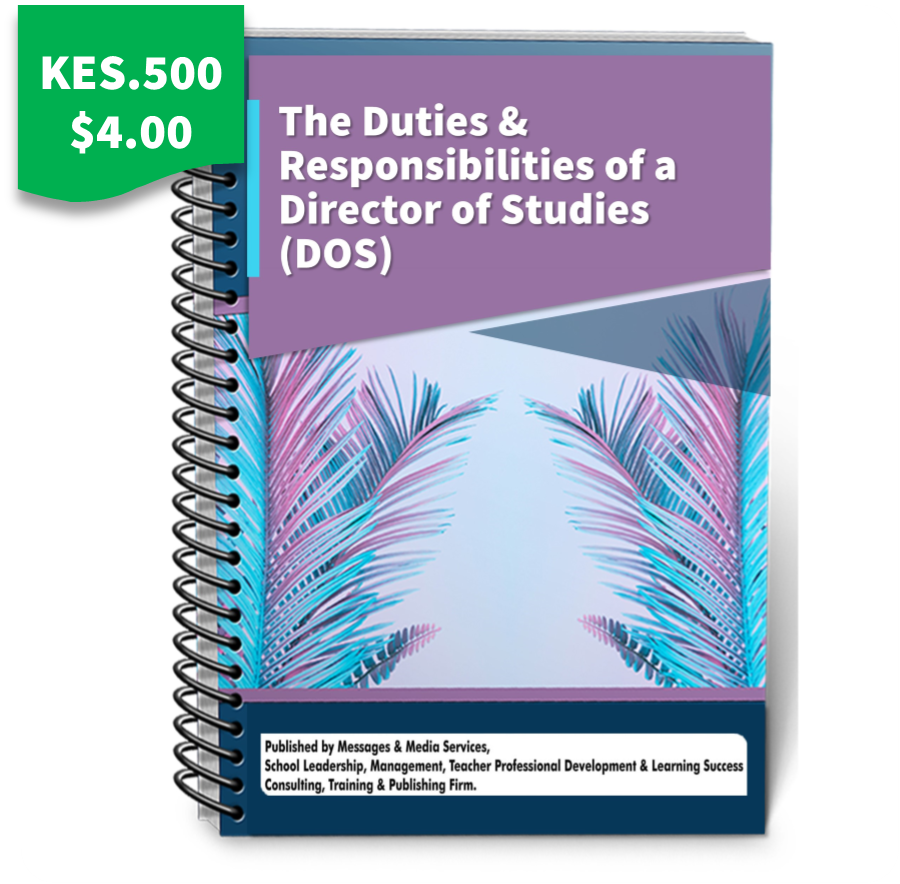 KES.500
$4.00
The Duties &
Responsibilities of a
Director of Studies
(DOS)
Published by Messages & Media Services,
School Leadership, Management, Teacher Professional Development & Learning Success
Consulting, Training & Publishing Firm.